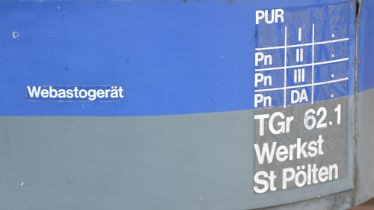 PUR I .
Pn II .
Pn III .
Pn DA .
Webastogerät
TGr 62.1
Werkst
St Pölten